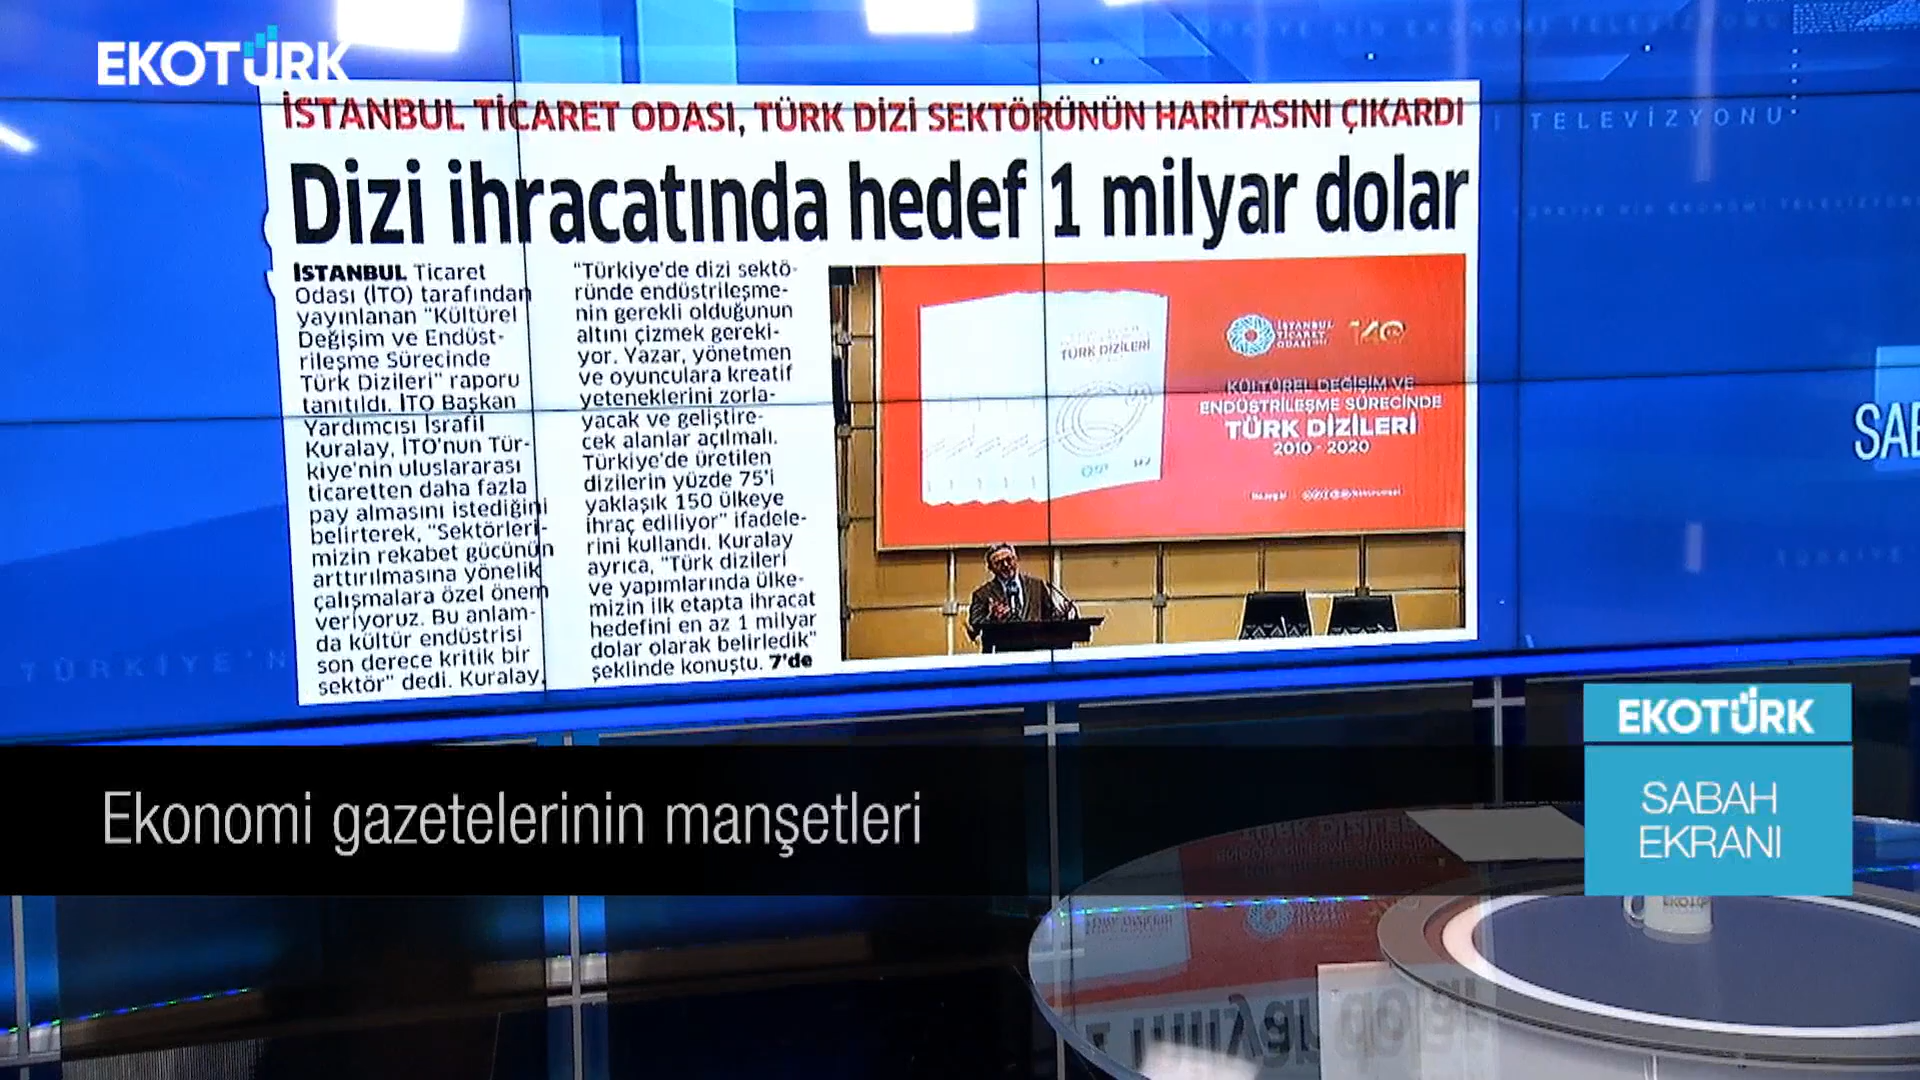 EKOTÜRK
İSTANBUL TİCARET ODASI, TÜRK DİZİ SEKTÖRÜNÜN HARİTASINI ÇIKARDI
Dizi ihracatında hedef 1 milyar dolar
İSTANBUL Ticaret
Odası (İTO) tarafından
yayınlanan "Kültürel
Değişim ve Endüst-
rileşme Sürecinde
Türk Dizileri" raporu
tanıtıldı. İTO Başkan
Yardımcısı İsrafil
Kuralay, İTO'nun Tür-
kiye'nin uluslararası
ticaretten daha fazla
pay almasını istediğini
belirterek, "Sektörleri-
mizin rekabet gücünün
arttırılmasına yönelik
çalışmalara özel önem
veriyoruz. Bu anlam-
da kültür endüstrisi
son derece kritik bir
sektör" dedi. Kuralay,
"Türkiye'de dizi sektö-
ründe endüstrileşme-
nin gerekli olduğunun
altını çizmek gereki-
yor. Yazar, yönetmen
ve oyunculara kreatif
yeteneklerini zorla-
yacak ve geliştire-
cek alanlar açılmalı.
Türkiye'de üretilen
dizilerin yüzde 75'i
yaklaşık 150 ülkeye
ihraç ediliyor" ifadele-
rini kullandı. Kuralay
ayrıca, "Türk dizileri
ve yapımlarında ülke-
mizin ilk etapta ihracat
hedefini en az 1 milyar
dolar olarak belirledik"
şeklinde konuştu. 7'de
TÜRK DİZİLERİ
İSTANBUL
TİCARET
ODASI
140
KÜLTÜREL DEĞİŞİM VE
ENDÜSTRİLEŞME SÜRECİNDE
TÜRK DİZİLERİ
2010 - 2020
TELEVİZYONU
TÜRKİYE'N
SAB
Ekonomi gazetelerinin manşetleri
EKOTÜRK
SABAH
EKRANI